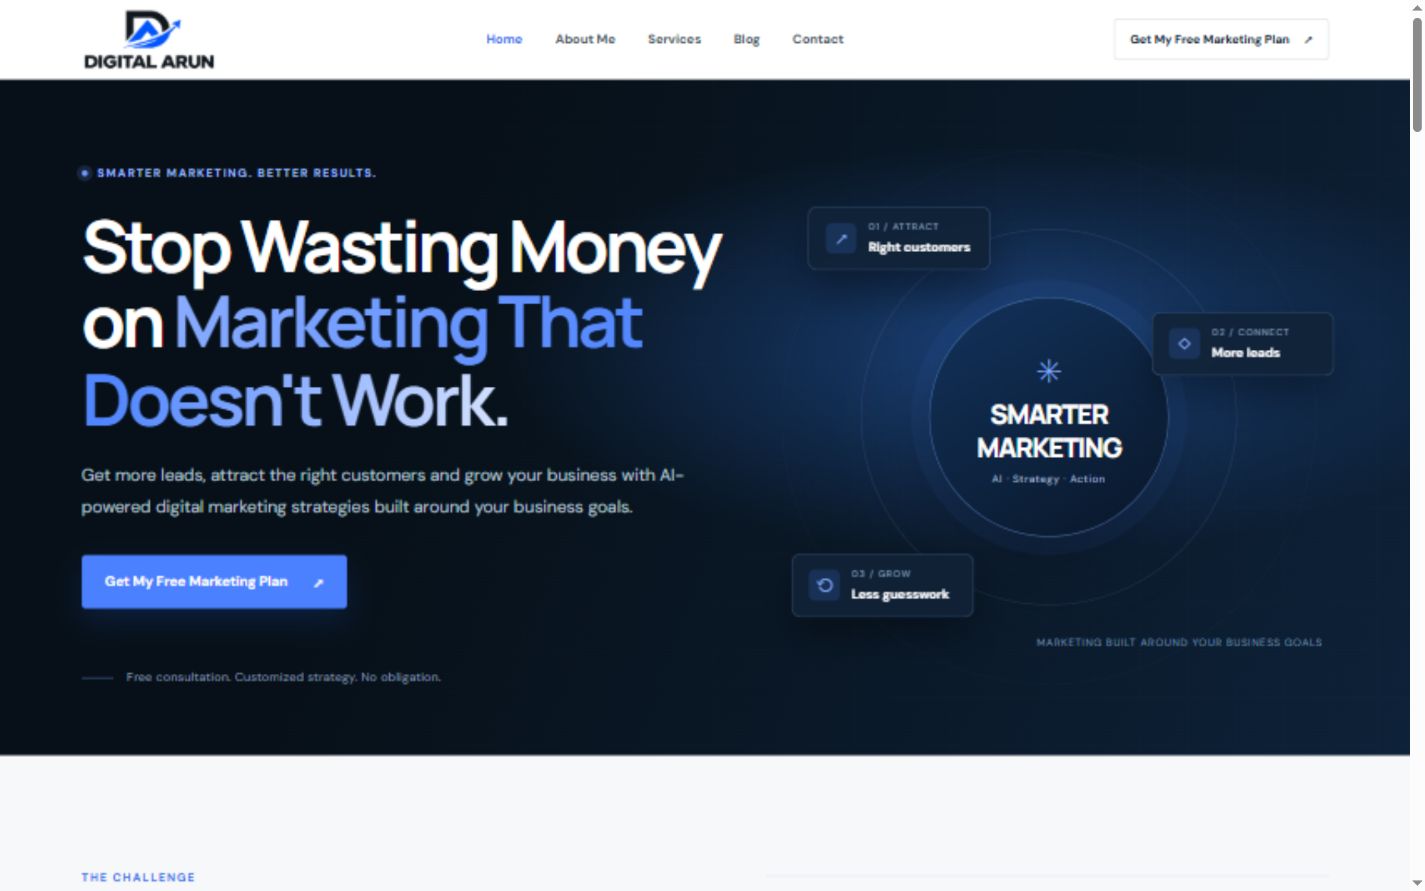 DIGITAL ARUN
Home
About Me
Services
Blog
Contact
Get My Free Marketing Plan
SMARTER MARKETING. BETTER RESULTS.
Stop Wasting Money
on Marketing That
Doesn't Work.
Get more leads, attract the right customers and grow your business with AI-
powered digital marketing strategies built around your business goals.
Get My Free Marketing Plan
Free consultation. Customized strategy. No obligation.
01 / ATTRACT
Right customers
02 / CONNECT
More leads
SMARTER
MARKETING
AI · Strategy · Action
03 / GROW
Less guesswork
MARKETING BUILT AROUND YOUR BUSINESS GOALS
THE CHALLENGE